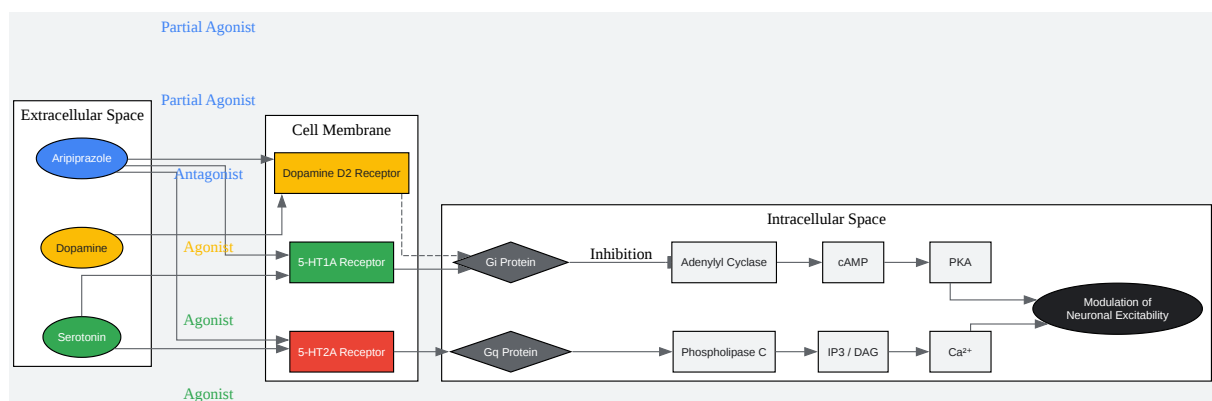 Partial Agonist
Partial Agonist
Extracellular Space
Cell Membrane
Aripiprazole
Antagonist
Dopamine D2 Receptor
Intracellular Space
Dopamine
Agonist
Inhibition
5-HT1A Receptor
Gi Protein
Adenylyl Cyclase
cAMP
PKA
Modulation of
Neuronal Excitability
Agonist
Serotonin
5-HT2A Receptor
Gq Protein
Phospholipase C
IP3 / DAG
Ca²⁺
Agonist